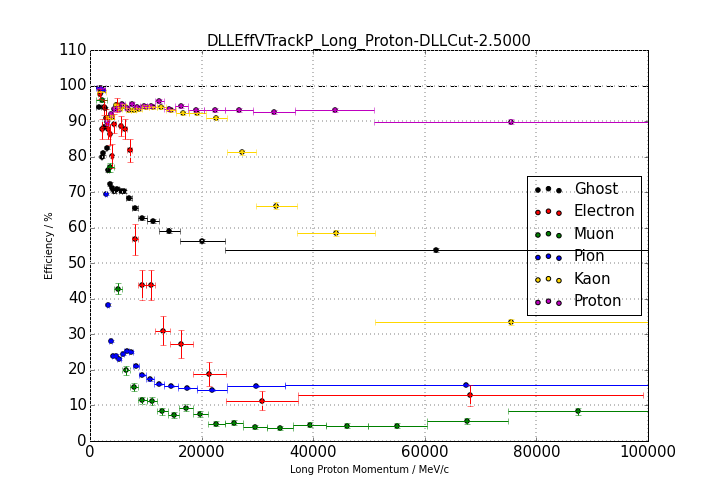 DLLEffVTrackP_Long_Proton-DLLCut-2.5000
110
100
90
80
70
60
50
40
30
20
10
0
Efficiency / %
Ghost
Electron
Muon
Pion
Kaon
Proton
0 20000 40000 60000 80000 100000
Long Proton Momentum / MeV/c